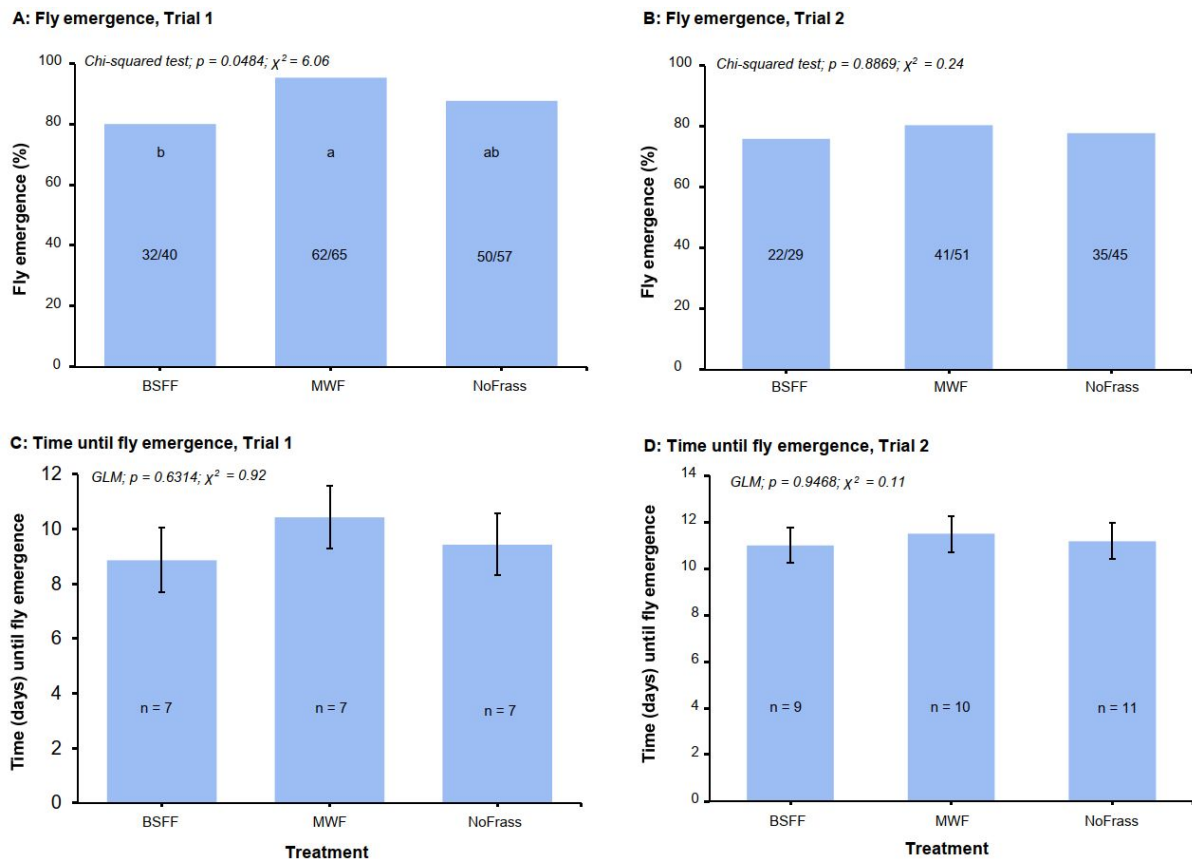 A: Fly emergence, Trial 1
Chi-squared test; p = 0.0484; χ² = 6.06
Fly emergence (%)
100
80
60
40
20
0
b
a
ab
32/40
62/65
50/57
BSFF
MWF
NoFrass
B: Fly emergence, Trial 2
Chi-squared test; p = 0.8869; χ² = 0.24
Fly emergence (%)
100
80
60
40
20
0
22/29
41/51
35/45
BSFF
MWF
NoFrass
C: Time until fly emergence, Trial 1
GLM; p = 0.6314; χ² = 0.92
Time (days) until fly emergence
12
10
8
6
4
2
0
n = 7
n = 7
n = 7
BSFF
MWF
NoFrass
Treatment
D: Time until fly emergence, Trial 2
GLM; p = 0.9468; χ² = 0.11
Time (days) until fly emergence
14
12
10
8
6
4
2
0
n = 9
n = 10
n = 11
BSFF
MWF
NoFrass
Treatment